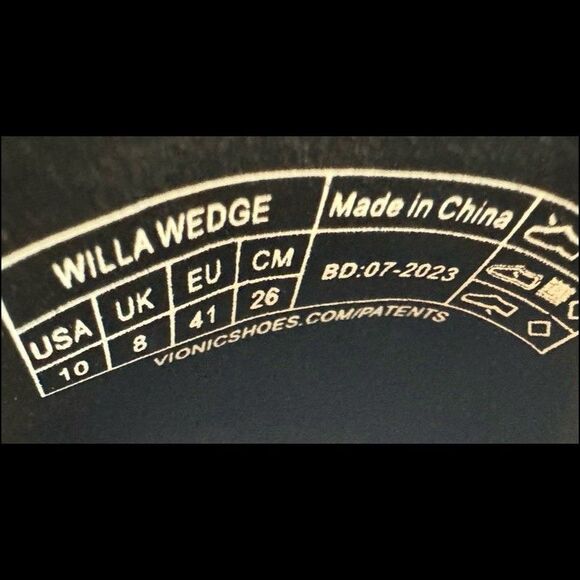 WILLA WEDGE
Made in China
USA UK EU CM
10 8 41 26
BD:07-2023
VIONICSHOES.COM/PATENTS